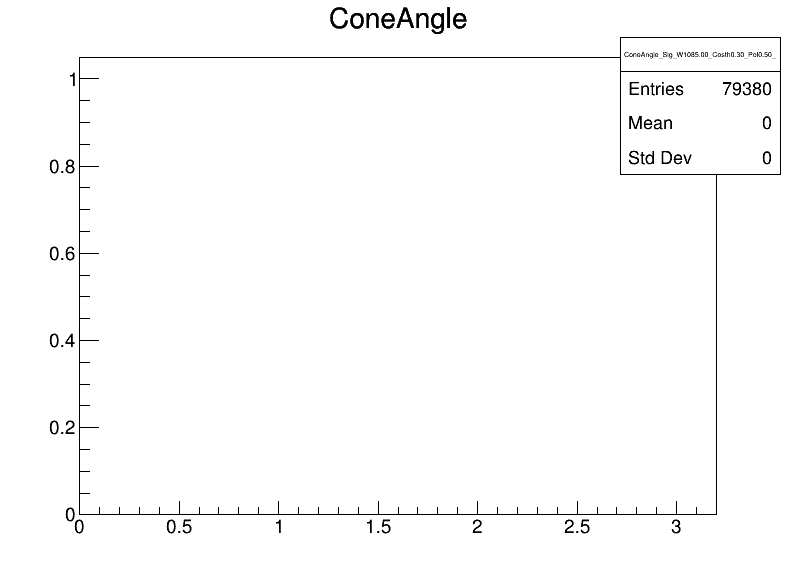 ConeAngle
ConeAngle_Sig_W1085.00_Costh0.30_Pol0.50_
Entries 79380
Mean 0
Std Dev 0
1
0.8
0.6
0.4
0.2
0
0 0.5 1 1.5 2 2.5 3